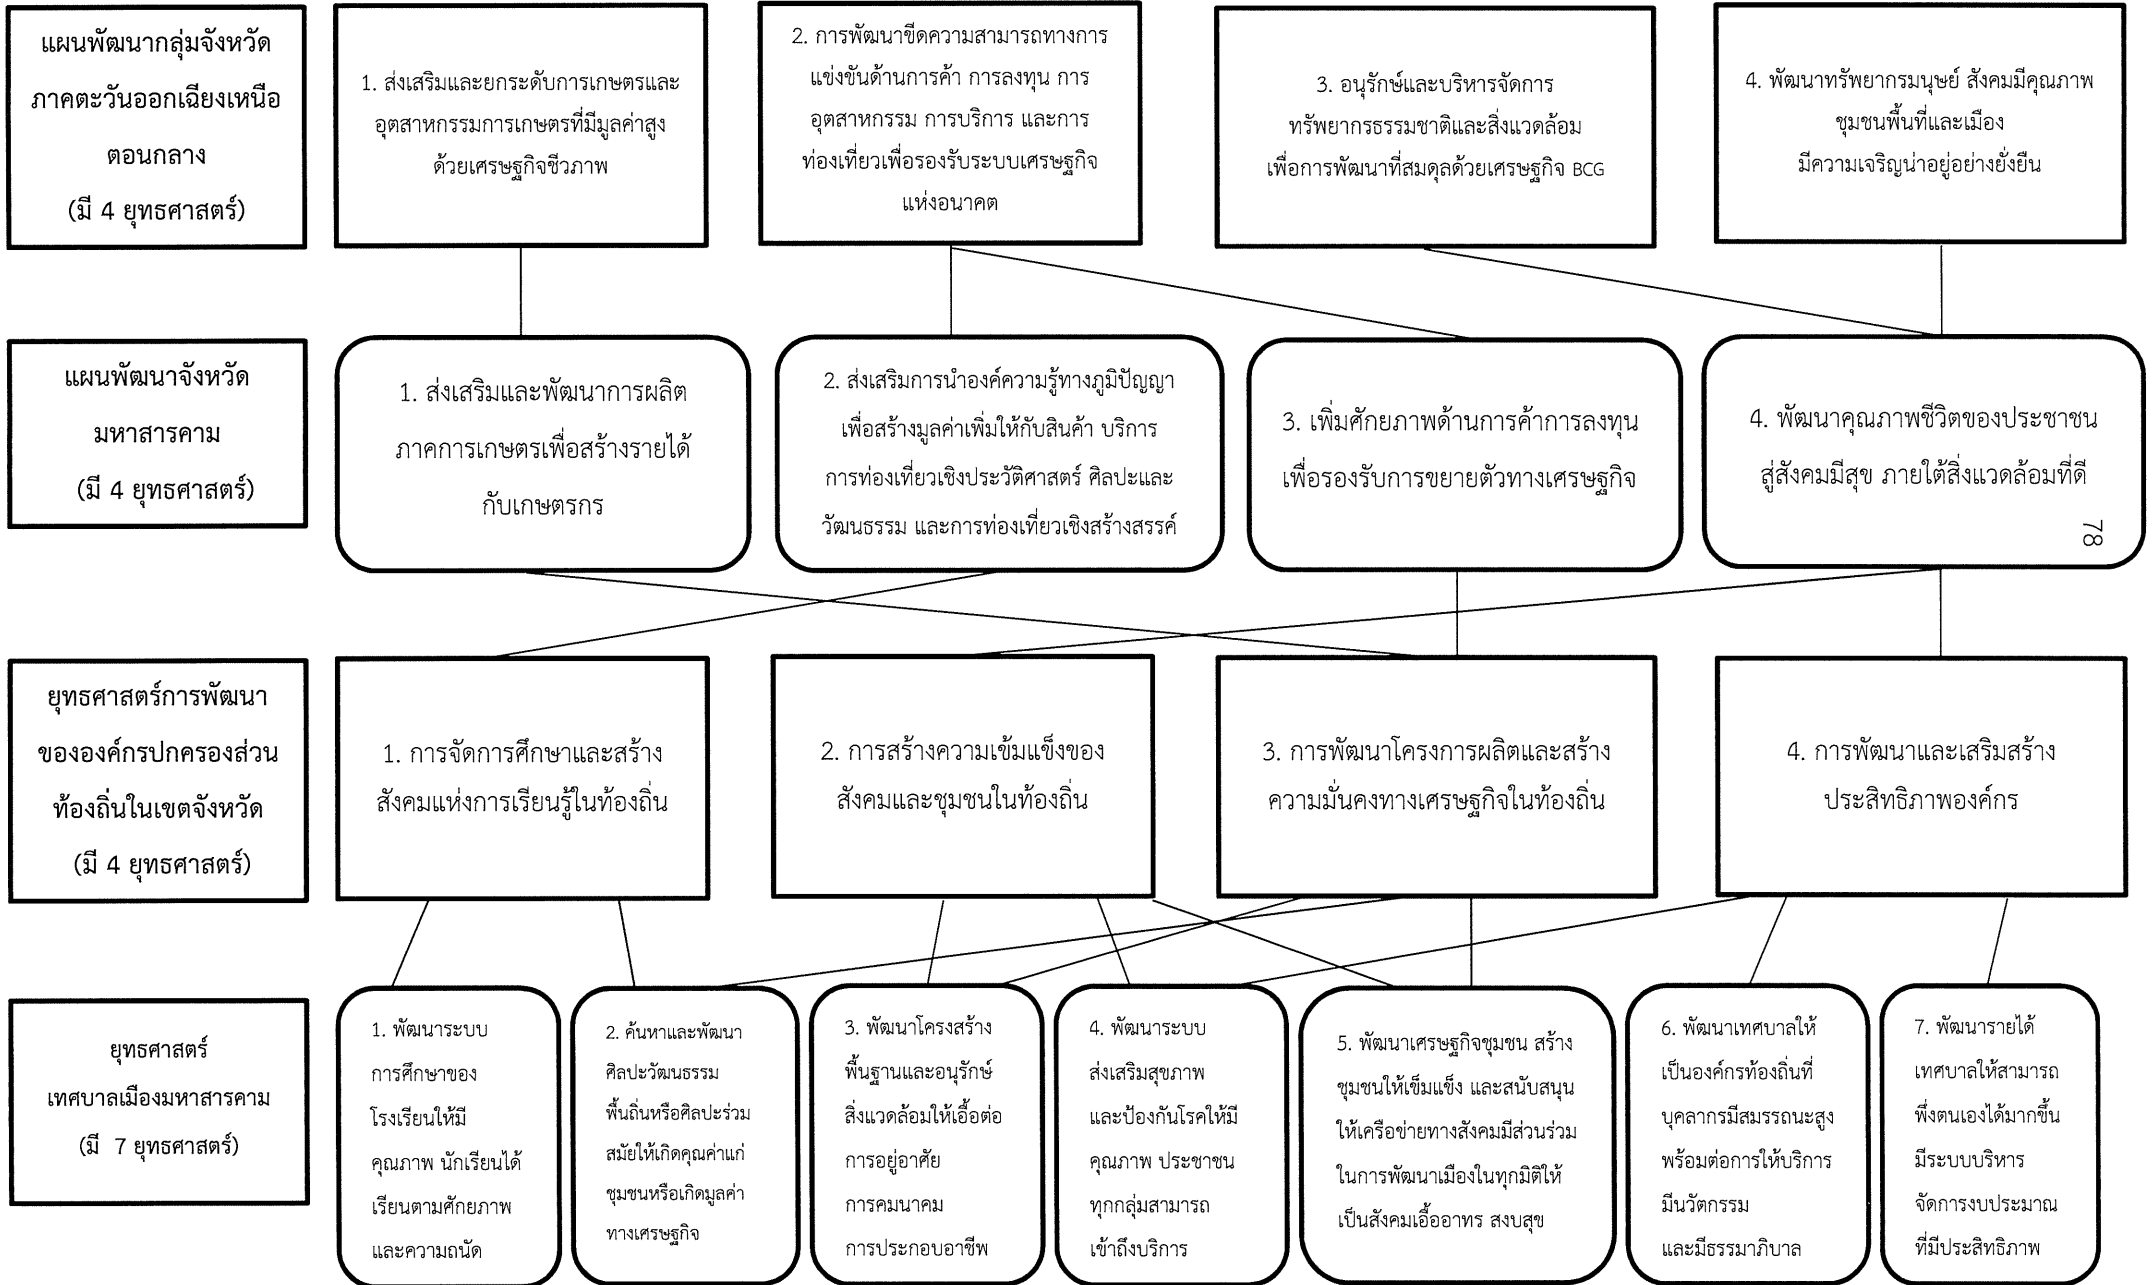 แผนพัฒนากลุ่มจังหวัด
ภาคตะวันออกเฉียงเหนือ
ตอนกลาง
(มี 4 ยุทธศาสตร์)
1. ส่งเสริมและยกระดับการเกษตรและ
อุตสาหกรรมการเกษตรที่มีมูลค่าสูง
ด้วยเศรษฐกิจชีวภาพ
2. การพัฒนาขีดความสามารถทางการ
แข่งขันด้านการค้า การลงทุน การ
อุตสาหกรรม การบริการ และการ
ท่องเที่ยวเพื่อรองรับระบบเศรษฐกิจ
แห่งอนาคต
3. อนุรักษ์และบริหารจัดการ
ทรัพยากรธรรมชาติและสิ่งแวดล้อม
เพื่อการพัฒนาที่สมดุลด้วยเศรษฐกิจ BCG
4. พัฒนาทรัพยากรมนุษย์ สังคมมีคุณภาพ
ชุมชนพื้นที่และเมือง
มีความเจริญน่าอยู่อย่างยั่งยืน
แผนพัฒนาจังหวัด
มหาสารคาม
(มี 4 ยุทธศาสตร์)
1. ส่งเสริมและพัฒนาการผลิต
ภาคการเกษตรเพื่อสร้างรายได้
กับเกษตรกร
2. ส่งเสริมการนำองค์ความรู้ทางภูมิปัญญา
เพื่อสร้างมูลค่าเพิ่มให้กับสินค้า บริการ
การท่องเที่ยวเชิงประวัติศาสตร์ ศิลปะและ
วัฒนธรรม และการท่องเที่ยวเชิงสร้างสรรค์
3. เพิ่มศักยภาพด้านการค้าการลงทุน
เพื่อรองรับการขยายตัวทางเศรษฐกิจ
4. พัฒนาคุณภาพชีวิตของประชาชน
สู่สังคมมีสุข ภายใต้สิ่งแวดล้อมที่ดี
78
ยุทธศาสตร์การพัฒนา
ขององค์กรปกครองส่วน
ท้องถิ่นในเขตจังหวัด
(มี 4 ยุทธศาสตร์)
1. การจัดการศึกษาและสร้าง
สังคมแห่งการเรียนรู้ในท้องถิ่น
2. การสร้างความเข้มแข็งของ
สังคมและชุมชนในท้องถิ่น
3. การพัฒนาโครงการผลิตและสร้าง
ความมั่นคงทางเศรษฐกิจในท้องถิ่น
4. การพัฒนาและเสริมสร้าง
ประสิทธิภาพองค์กร
ยุทธศาสตร์
เทศบาลเมืองมหาสารคาม
(มี 7 ยุทธศาสตร์)
1. พัฒนาระบบ
การศึกษาของ
โรงเรียนให้มี
คุณภาพ นักเรียนได้
เรียนตามศักยภาพ
และความถนัด
2. ค้นหาและพัฒนา
ศิลปะวัฒนธรรม
พื้นถิ่นหรือศิลปะร่วม
สมัยให้เกิดคุณค่าแก่
ชุมชนหรือเกิดมูลค่า
ทางเศรษฐกิจ
3. พัฒนาโครงสร้าง
พื้นฐานและอนุรักษ์
สิ่งแวดล้อมให้เอื้อต่อ
การอยู่อาศัย
การคมนาคม
การประกอบอาชีพ
4. พัฒนาระบบ
ส่งเสริมสุขภาพ
และป้องกันโรคให้มี
คุณภาพ ประชาชน
ทุกกลุ่มสามารถ
เข้าถึงบริการ
5. พัฒนาเศรษฐกิจชุมชน สร้าง
ชุมชนให้เข็มแข็ง และสนับสนุน
ให้เครือข่ายทางสังคมมีส่วนร่วม
ในการพัฒนาเมืองในทุกมิติให้
เป็นสังคมเอื้ออาทร สงบสุข
6. พัฒนาเทศบาลให้
เป็นองค์กรท้องถิ่นที่
บุคลากรมีสมรรถนะสูง
พร้อมต่อการให้บริการ
มีนวัตกรรม
และมีธรรมาภิบาล
7. พัฒนารายได้
เทศบาลให้สามารถ
พึ่งตนเองได้มากขึ้น
มีระบบบริหาร
จัดการงบประมาณ
ที่มีประสิทธิภาพ